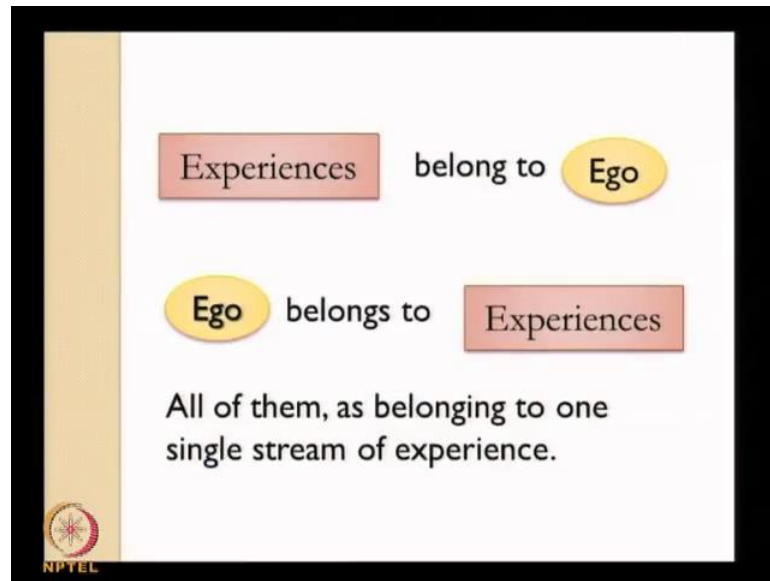 Experiences belong to Ego
Ego belongs to Experiences
All of them, as belonging to one
single stream of experience.
NPTEL